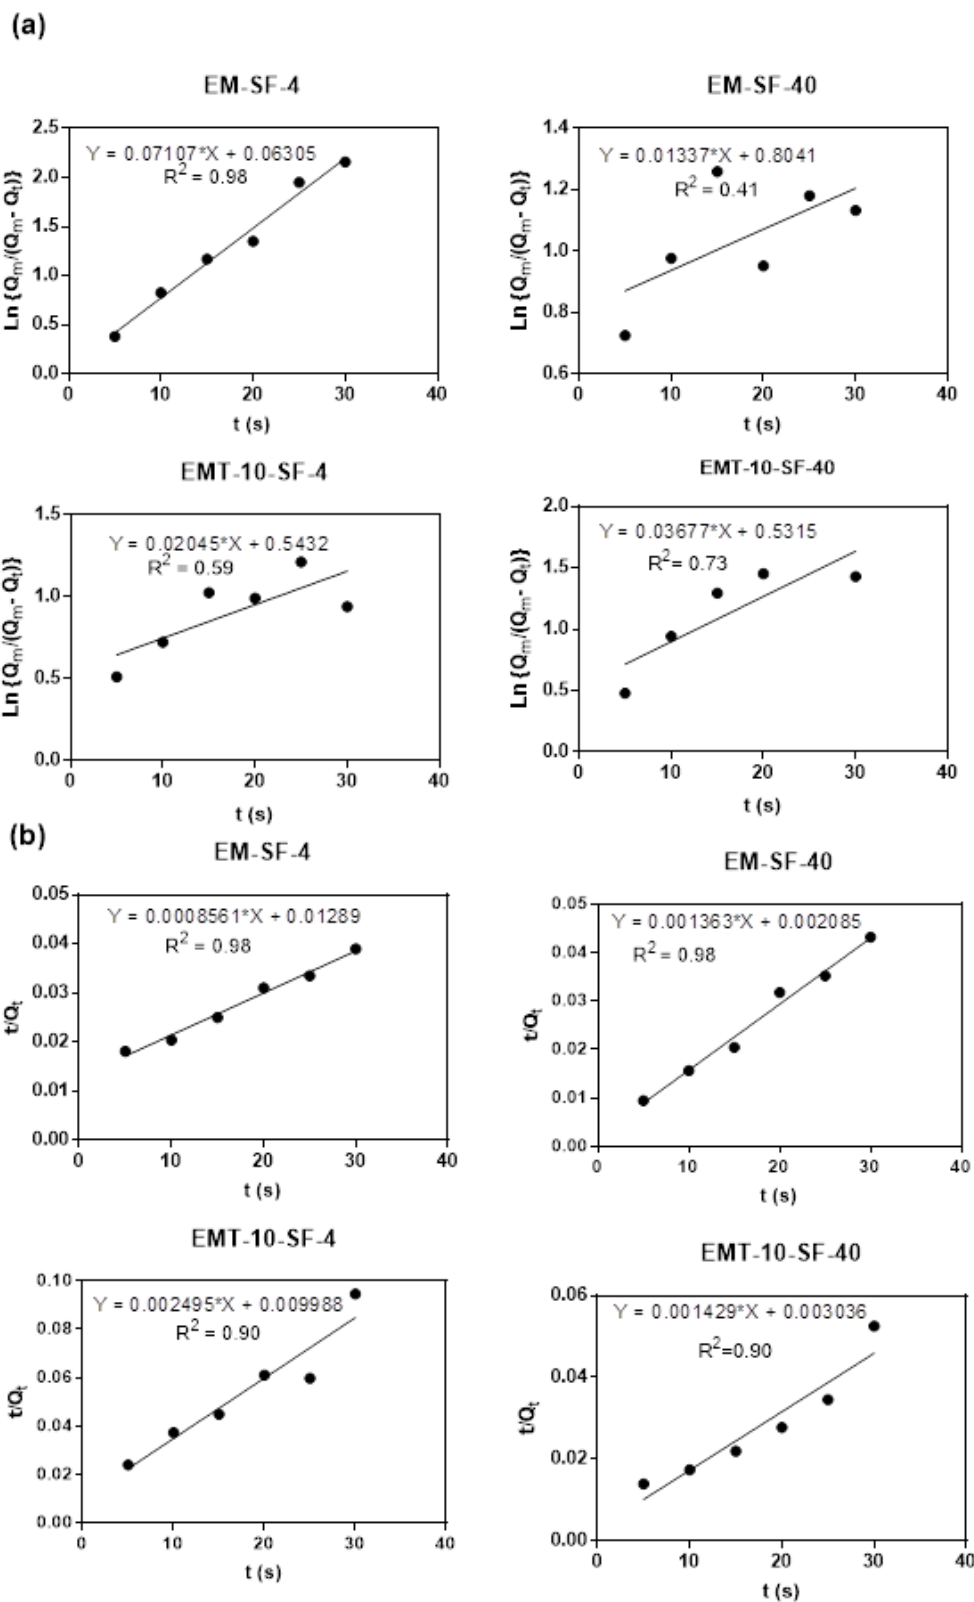 (a)
EM-SF-4
Y = 0.07107*X + 0.06305
R² = 0.98
Ln {Qm/(Qm- Qt)}
2.5
2.0
1.5
1.0
0.5
0.0
0 10 20 30 40
t (s)
EM-SF-40
Y = 0.01337*X + 0.8041
R² = 0.41
Ln {Qm/(Qm- Qt)}
1.4
1.2
1.0
0.8
0.6
0 10 20 30 40
t (s)
EMT-10-SF-4
Y = 0.02045*X + 0.5432
R² = 0.59
Ln {Qm/(Qm- Qt)}
1.5
1.0
0.5
0.0
0 10 20 30 40
t (s)
EMT-10-SF-40
Y = 0.03677*X + 0.5315
R²= 0.73
Ln {Qm/(Qm- Qt)}
2.0
1.5
1.0
0.5
0.0
0 10 20 30 40
t (s)
(b)
EM-SF-4
Y = 0.0008561*X + 0.01289
R² = 0.98
t/Qt
0.05
0.04
0.03
0.02
0.01
0.00
0 10 20 30 40
t (s)
EM-SF-40
Y = 0.001363*X + 0.002085
R² = 0.98
t/Qt
0.05
0.04
0.03
0.02
0.01
0.00
0 10 20 30 40
t (s)
EMT-10-SF-4
Y = 0.002495*X + 0.009988
R² = 0.90
t/Qt
0.10
0.08
0.06
0.04
0.02
0.00
0 10 20 30 40
t (s)
EMT-10-SF-40
Y = 0.001429*X + 0.003036
R²=0.90
t/Qt
0.06
0.04
0.02
0.00
0 10 20 30 40
t (s)